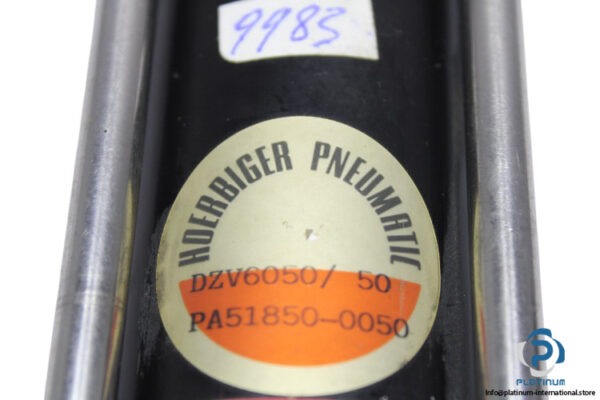 9983
HOERBIGER PNEUMATIC
DZV6050/ 50
PA51850-0050
PLATINUM
info@platinum-international.store